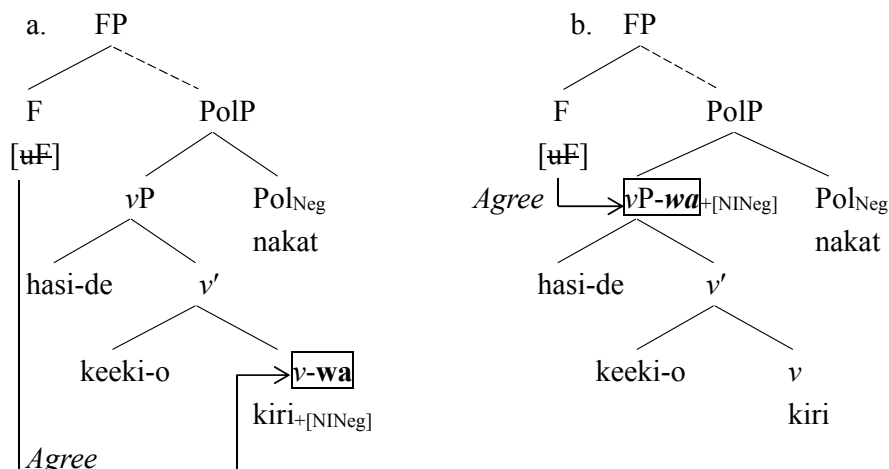 a. FP b. FP
F PolP F PolP
[uF] [uF]
Agree
vP PolNeg vP-wa+[NINeg] PolNeg
nakat nakat
hasi-de v′ hasi-de v′
keeki-o v-wa keeki-o v
kiri+[NINeg] kiri
Agree